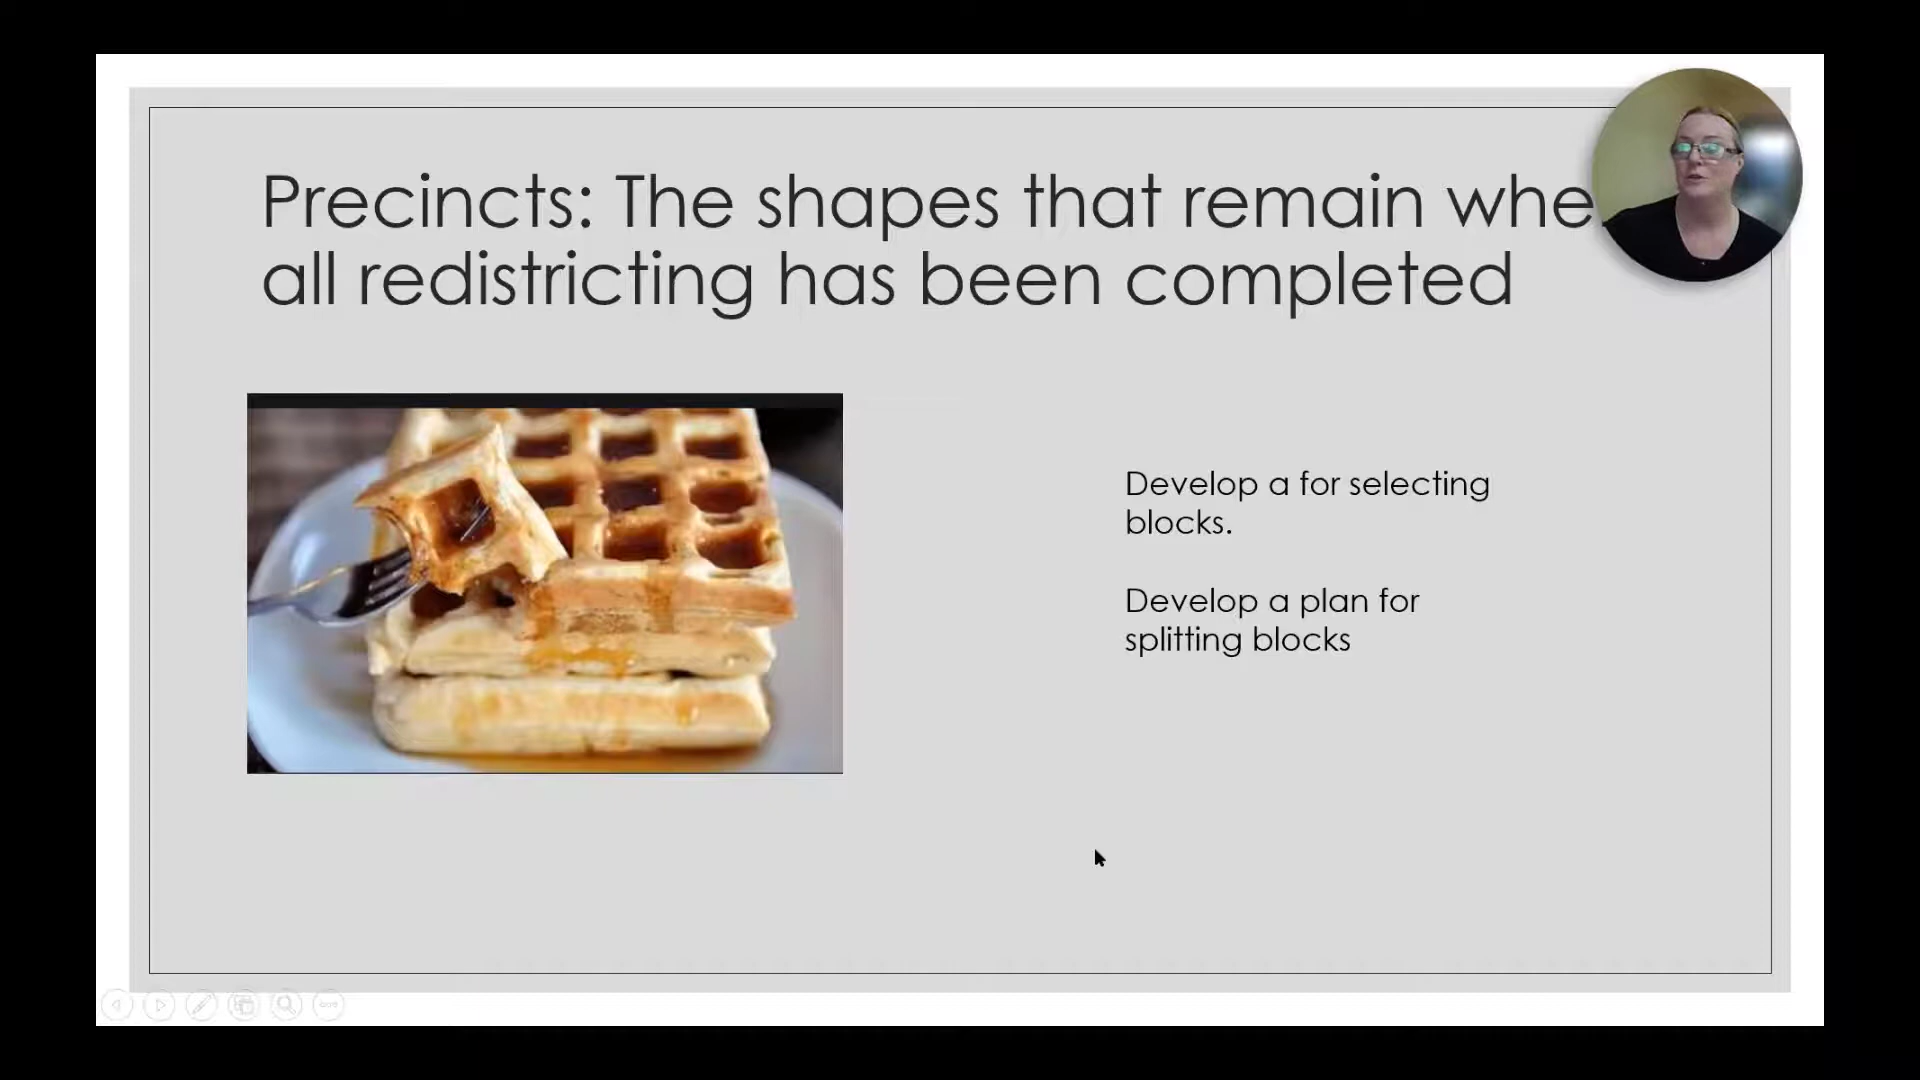 Precincts: The shapes that remain whe
all redistricting has been completed
Develop a for selecting
blocks.
Develop a plan for
splitting blocks